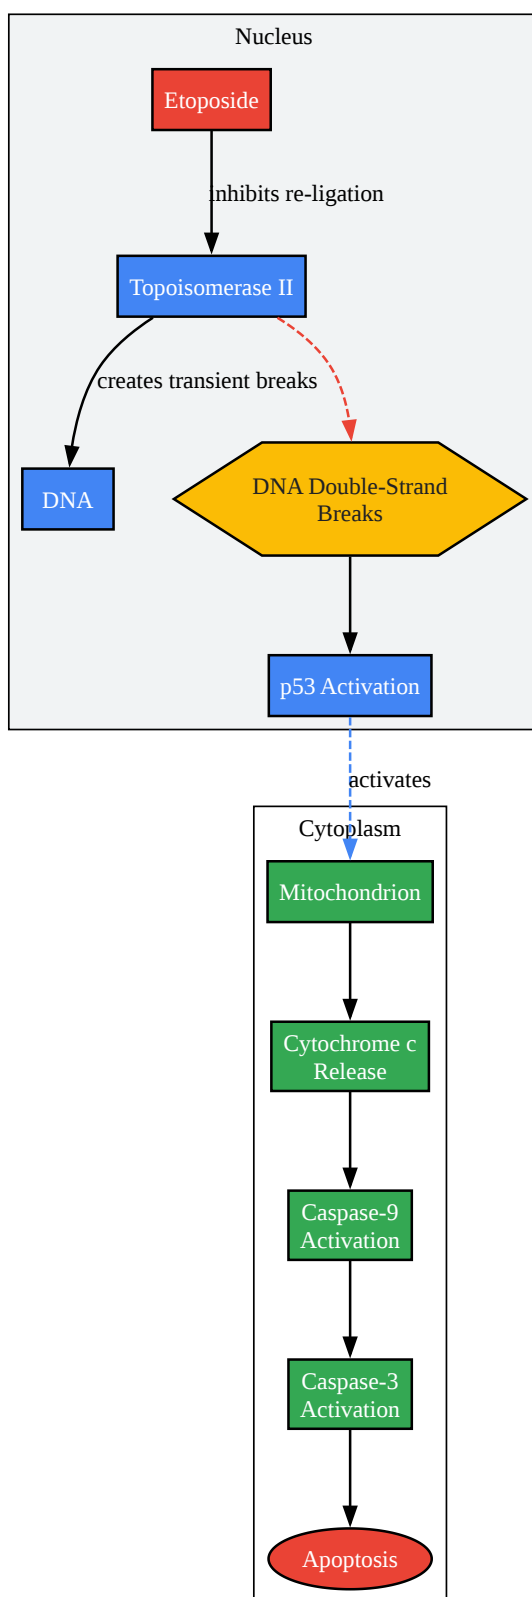 Nucleus
Etoposide
inhibits re-ligation
Topoisomerase II
creates transient breaks
DNA
DNA Double-Strand
Breaks
p53 Activation
activates
Cytoplasm
Mitochondrion
Cytochrome c
Release
Caspase-9
Activation
Caspase-3
Activation
Apoptosis